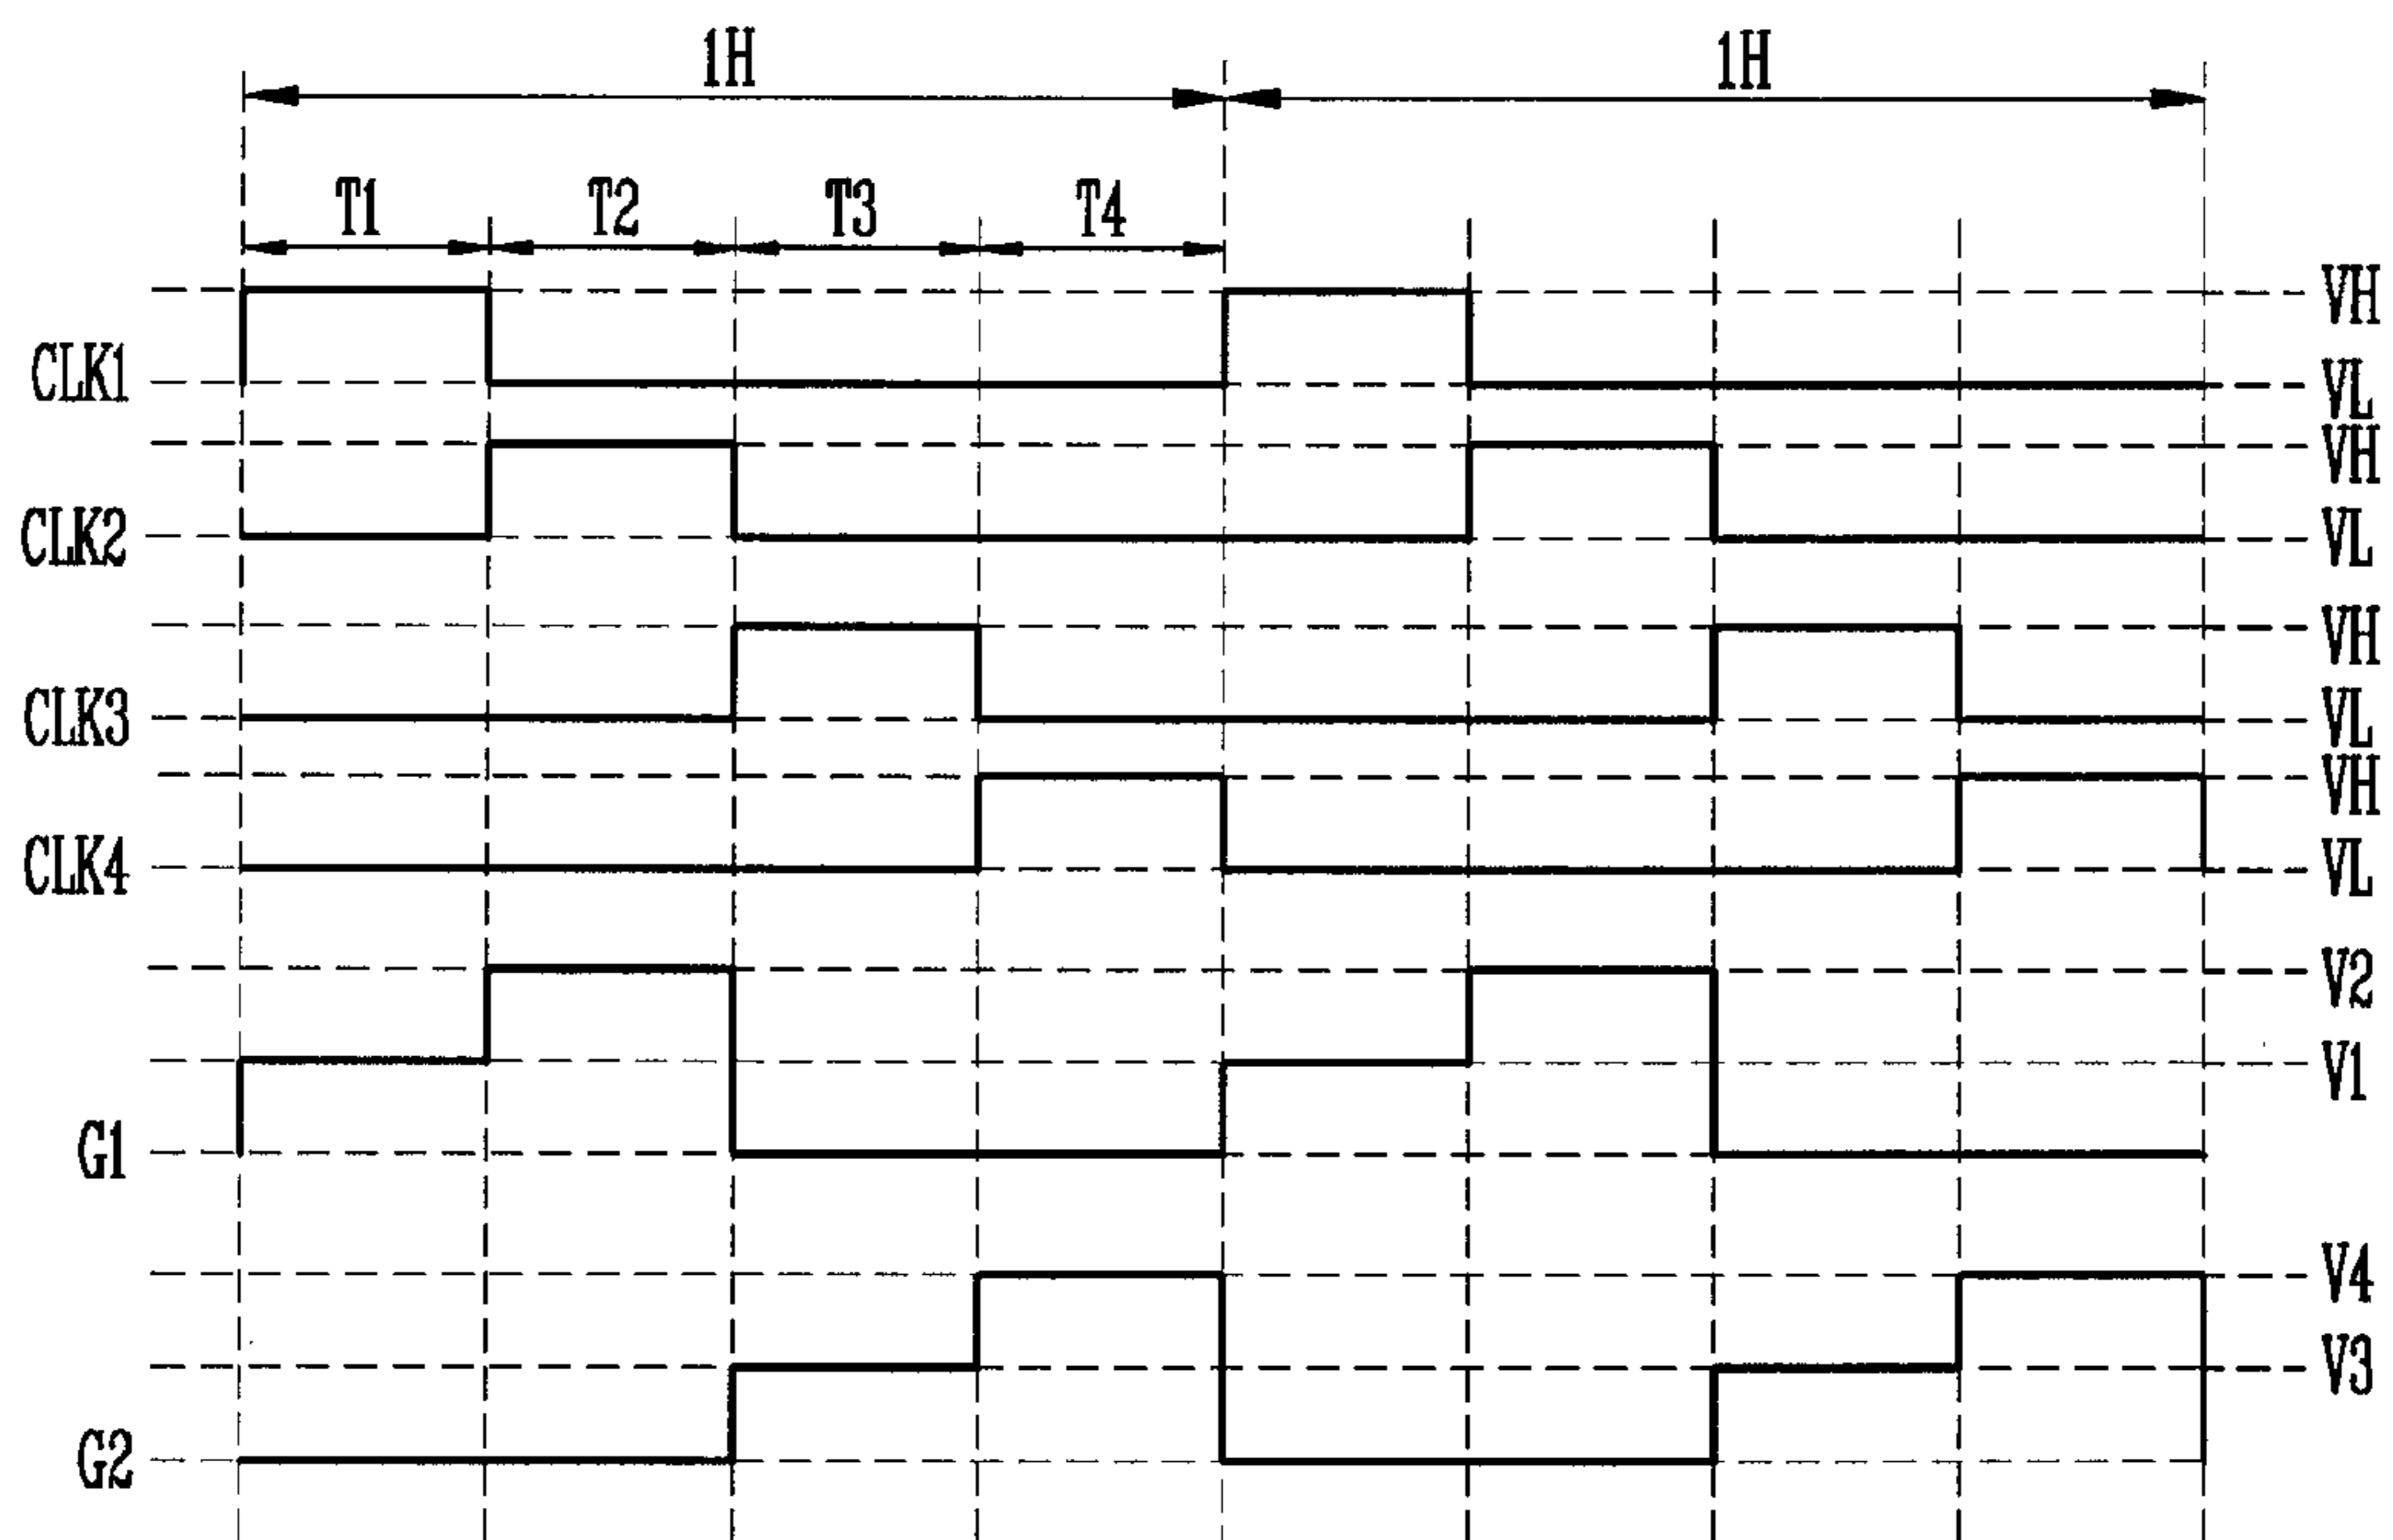 1H 1H
T1 T2 T3 T4
VH
CLK1 VL
VH
CLK2 VL
VH
CLK3 VL
VH
CLK4 VL
V2
V1
G1
V4
V3
G2